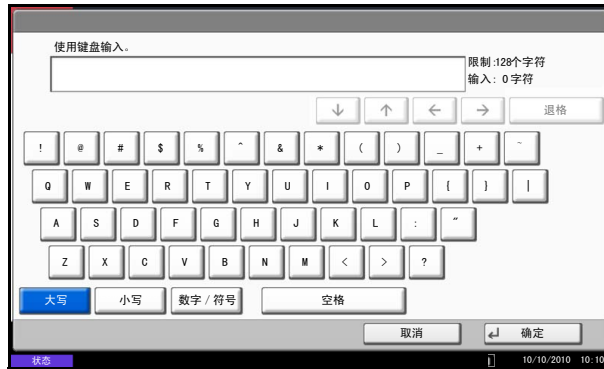 使用键盘输入。
限制:128个字符
输入: 0字符
↓ ↑ ← → 退格
! @ # $ % ^ & * ( ) _ + ~
Q W E R T Y U I O P { } |
A S D F G H J K L : "
Z X C V B N M < > ?
大写 小写 数字 / 符号 空格
取消 确定
状态 10/10/2010 10:10